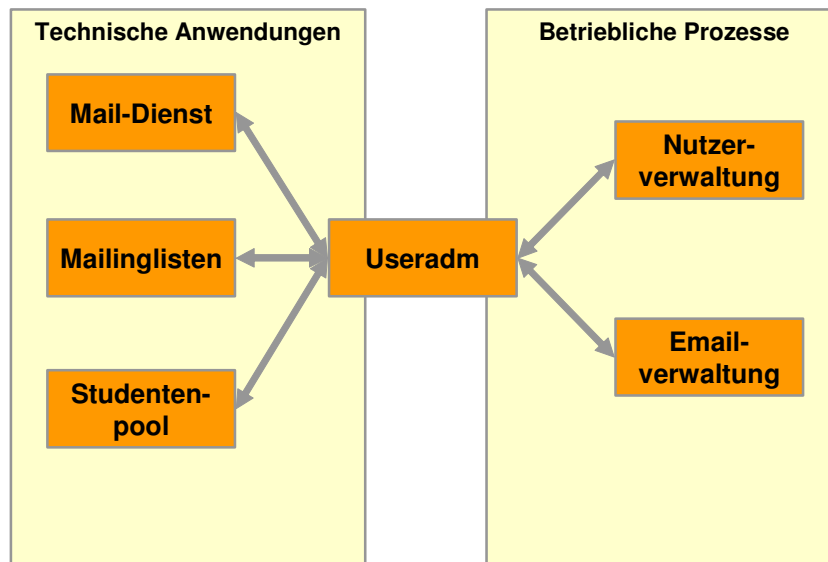 Technische Anwendungen
Mail-Dienst
Mailinglisten
Studenten-
pool
Useradm
Betriebliche Prozesse
Nutzer-
verwaltung
Email-
verwaltung